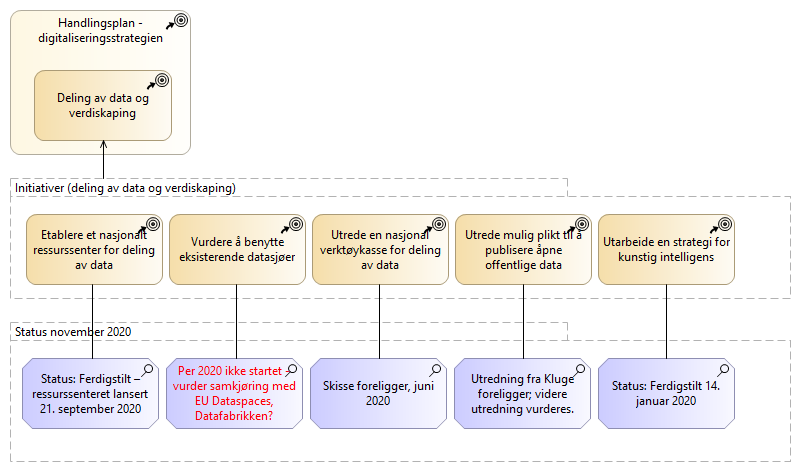 Handlingsplan -
digitaliseringsstrategien
Deling av data og
verdiskaping
Initiativer (deling av data og verdiskaping)
Etablere et nasjonalt
ressurssenter for deling
av data
Vurdere å benytte
eksisterende datasjøer
Utrede en nasjonal
verktøykasse for deling
av data
Utrede mulig plikt til å
publisere åpne
offentlige data
Utarbeide en strategi for
kunstig intelligens
Status november 2020
Status: Ferdigstilt –
ressurssenteret lansert
21. september 2020
Per 2020 ikke startet -
vurder samkjøring med
EU Dataspaces,
Datafabrikken?
Skisse foreligger, juni
2020
Utredning fra Kluge
foreligger; videre
utredning vurderes.
Status: Ferdigstilt 14.
januar 2020